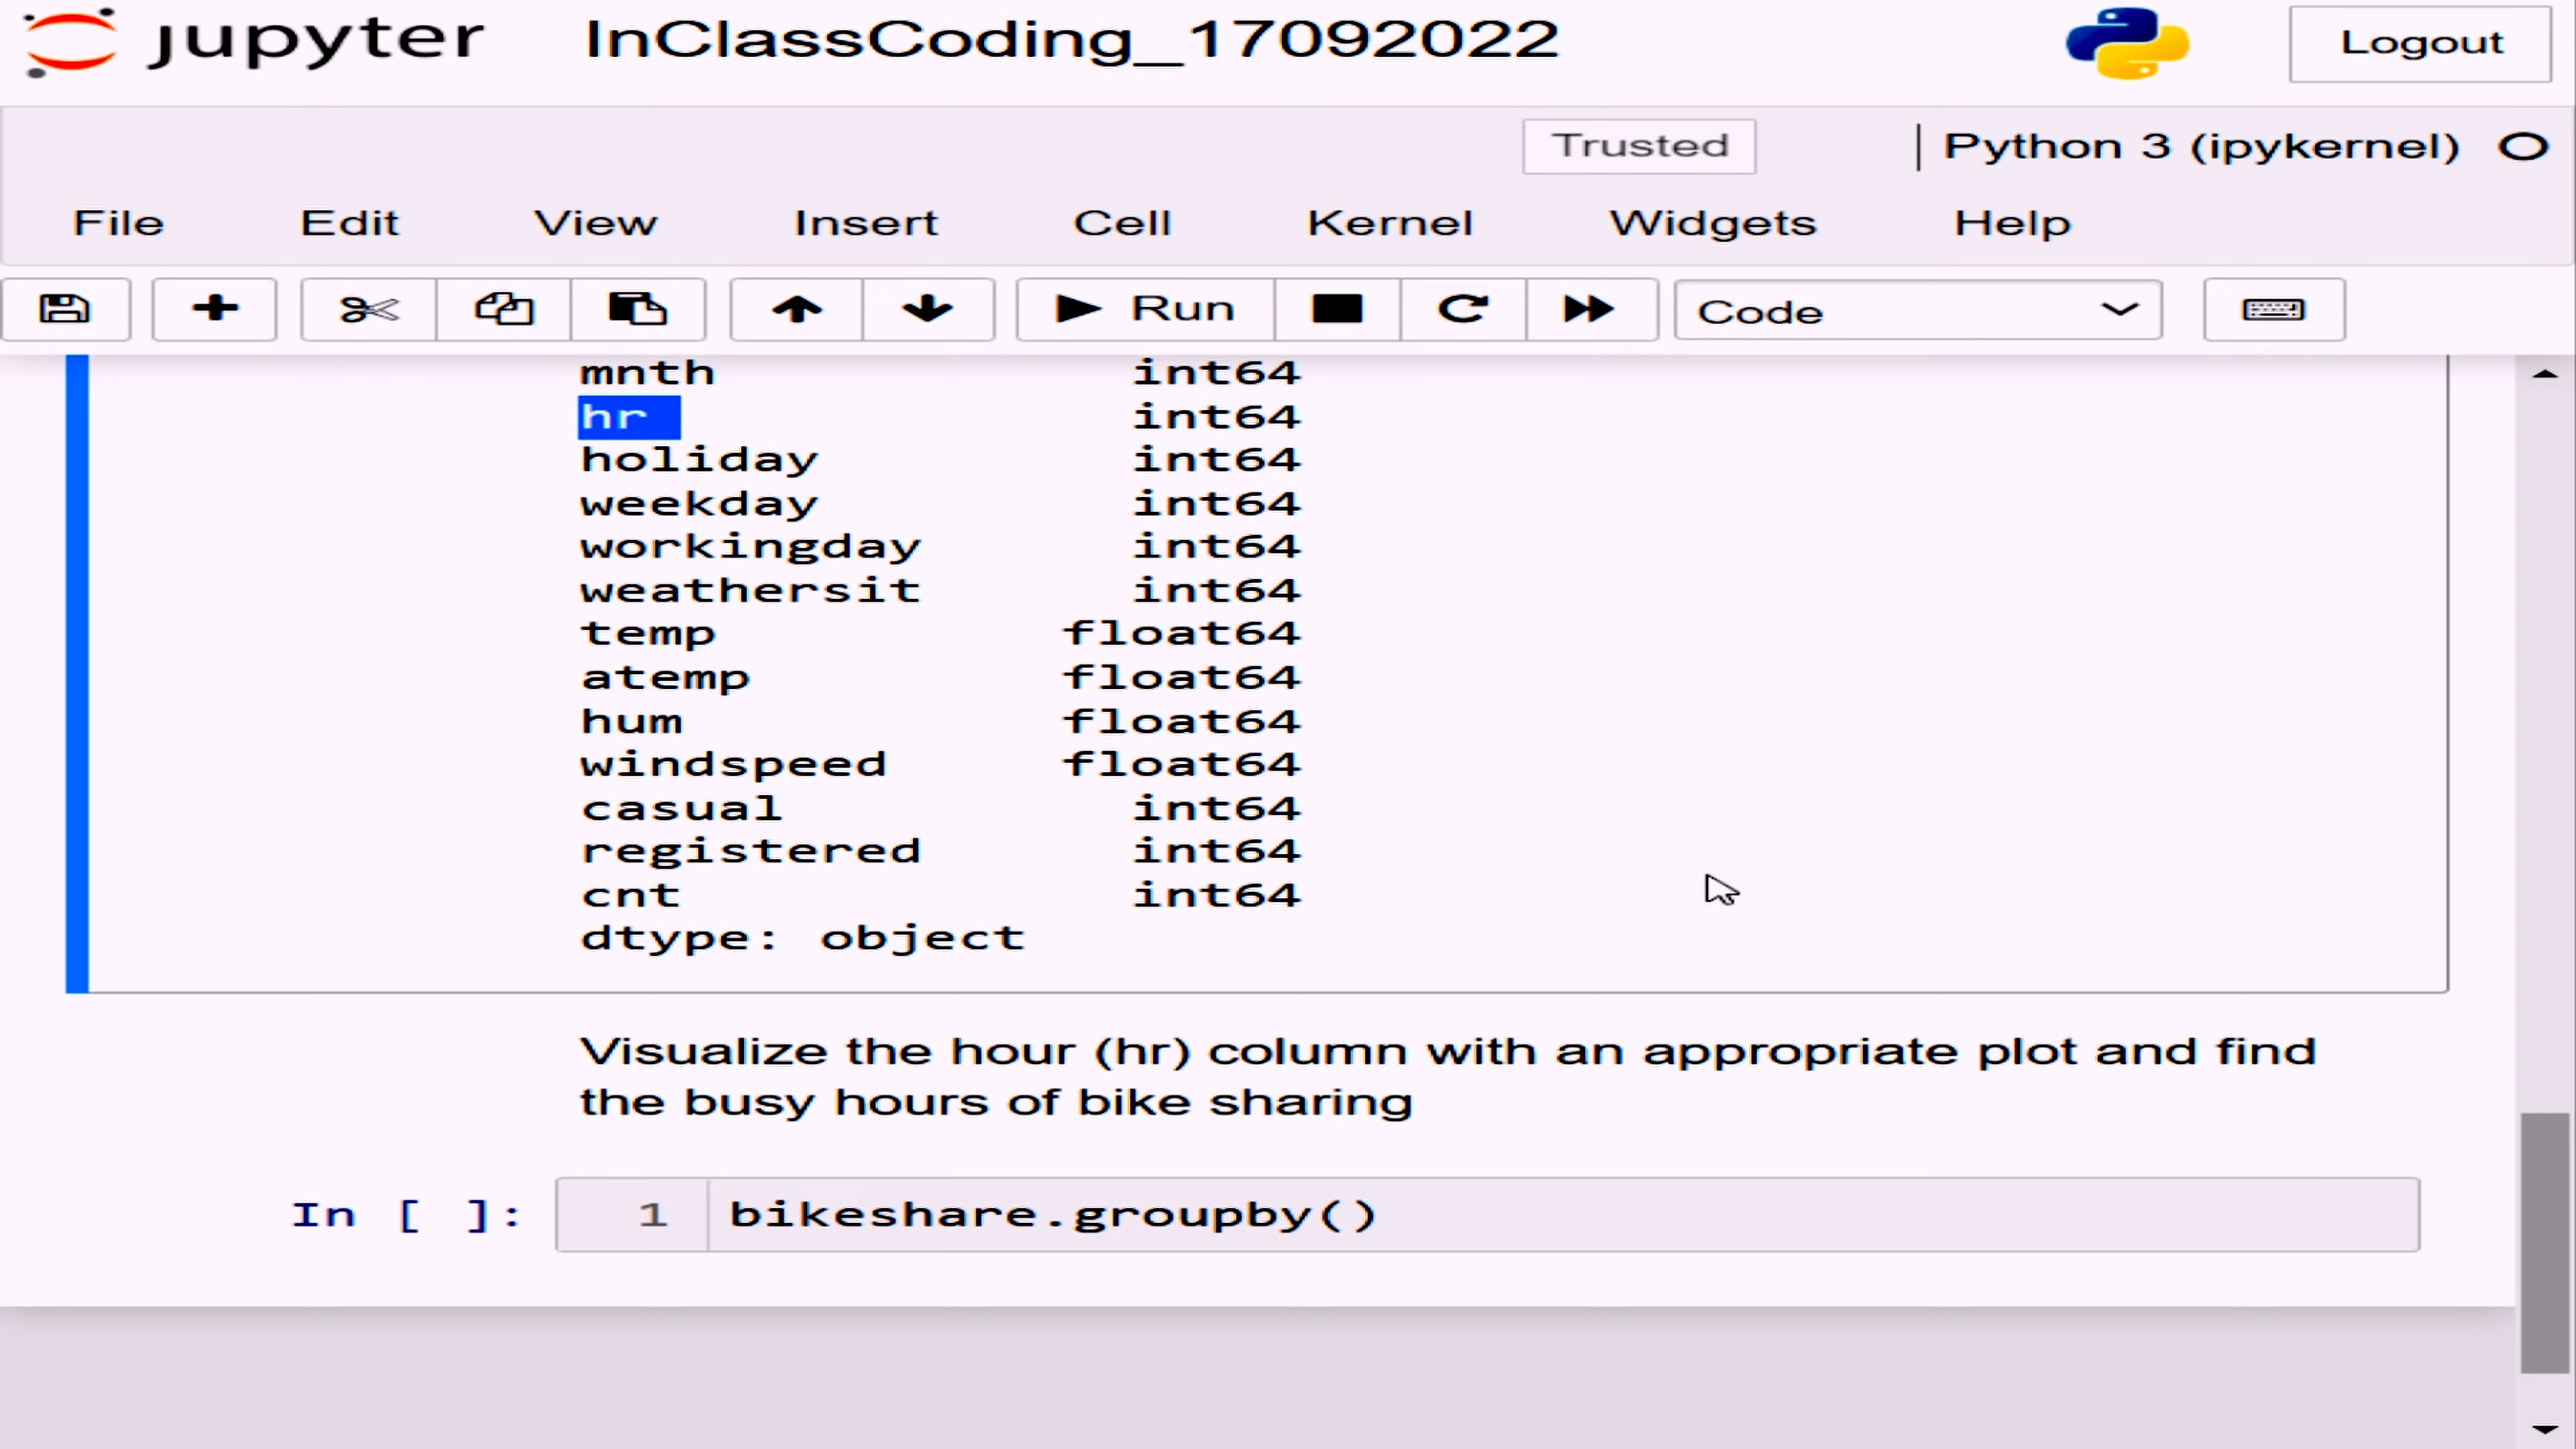 jupyter InClassCoding_17092022 Logout
Trusted | Python 3 (ipykernel)
File Edit View Insert Cell Kernel Widgets Help
Run Code
mnth int64
hr int64
holiday int64
weekday int64
workingday int64
weathersit int64
temp float64
atemp float64
hum float64
windspeed float64
casual int64
registered int64
cnt int64
dtype: object
Visualize the hour (hr) column with an appropriate plot and find
the busy hours of bike sharing
In [ ]: 1 bikeshare.groupby()